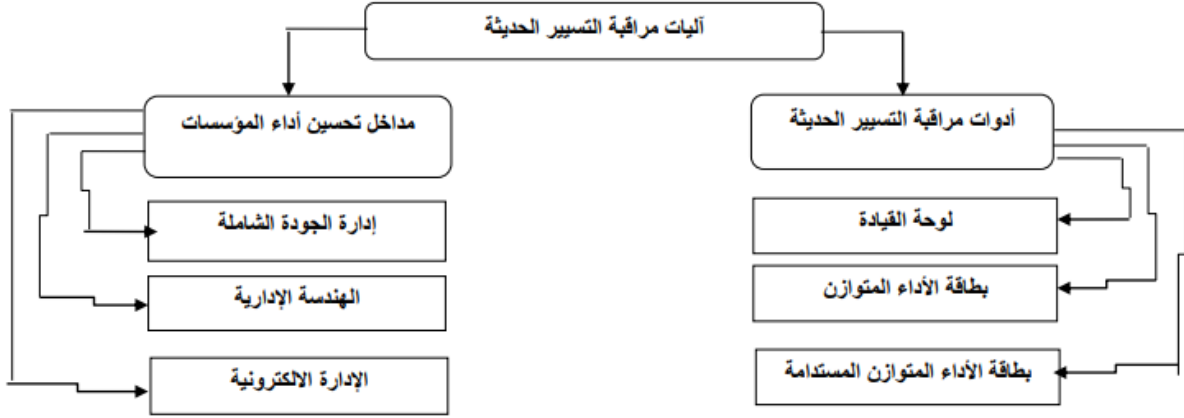 آليات مراقبة التسيير الحديثة
أدوات مراقبة التسيير الحديثة
لوحة القيادة
بطاقة الأداء المتوازن
بطاقة الأداء المتوازن المستدامة
مداخل تحسين أداء المؤسسات
إدارة الجودة الشاملة
الهندسة الإدارية
الإدارة الالكترونية